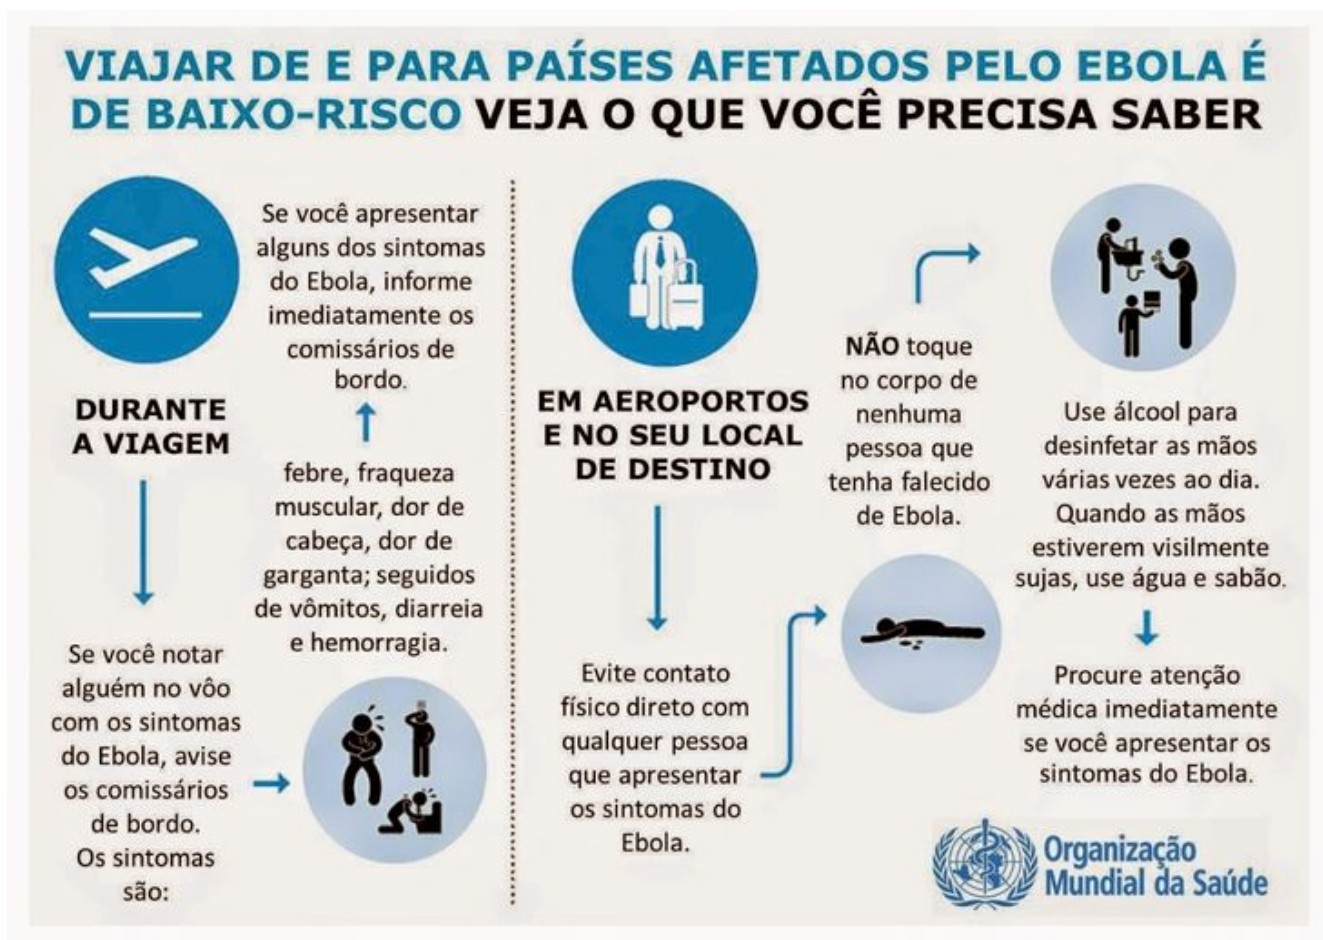 VIAJAR DE E PARA PAÍSES AFETADOS PELO EBOLA É
DE BAIXO-RISCO VEJA O QUE VOCÊ PRECISA SABER
DURANTE
A VIAGEM
Se você notar
alguém no vôo
com os sintomas
do Ebola, avise
os comissários
de bordo.
Os sintomas
são:
febre, fraqueza
muscular, dor de
cabeça, dor de
garganta; seguidos
de vômitos, diarreia
e hemorragia.
Se você apresentar
alguns dos sintomas
do Ebola, informe
imediatamente os
comissários de
bordo.
EM AEROPORTOS
E NO SEU LOCAL
DE DESTINO
Evite contato
físico direto com
qualquer pessoa
que apresentar
os sintomas do
Ebola.
NÃO toque
no corpo de
nenhuma
pessoa que
tenha falecido
de Ebola.
Use álcool para
desinfetar as mãos
várias vezes ao dia.
Quando as mãos
estiverem visilmente
sujas, use água e sabão.
Procure atenção
médica imediatamente
se você apresentar os
sintomas do Ebola.
Organização
Mundial da Saúde